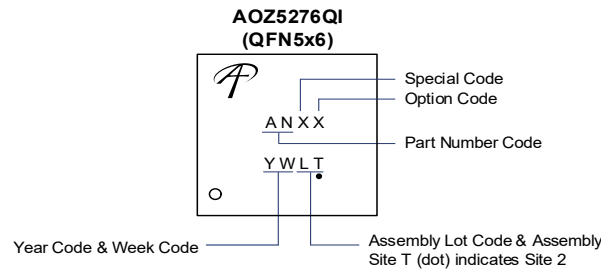 AOZ5276QI
(QFN5x6)
Special Code
Option Code
ANXX
Part Number Code
YWLT
Year Code & Week Code
Assembly Lot Code & Assembly
Site T (dot) indicates Site 2